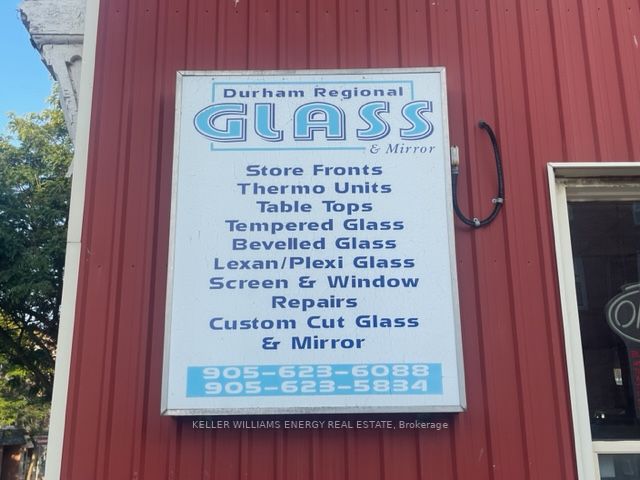 Durham Regional
GLASS
& Mirror
Store Fronts
Thermo Units
Table Tops
Tempered Glass
Bevelled Glass
Lexan/Plexi Glass
Screen & Window
Repairs
Custom Cut Glass
& Mirror
905-623-6088
905-623-5834
KELLER WILLIAMS ENERGY REAL ESTATE, Brokerage